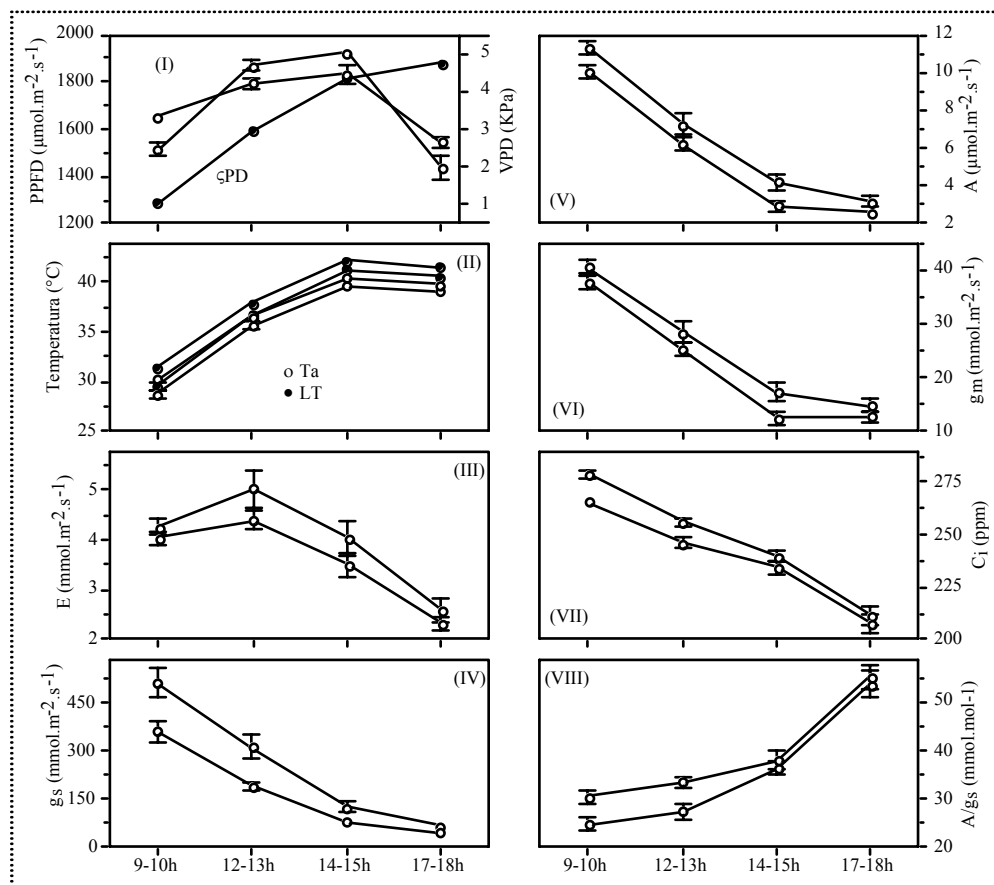 (I)
PPFD (µmol.m-2.s-1)
2000
1800
1600
1400
1200
ςPD
5
4
3
2
1
VPD (KPa)
(II)
Temperatura (°C)
40
35
30
25
Ta
LT
(III)
E (mmol.m-2.s-1)
5
4
3
2
(IV)
gs (mmol.m-2.s-1)
450
300
150
0
9-10h 12-13h 14-15h 17-18h
(V)
12
10
8
6
4
2
A (µmol.m-2.s-1)
(VI)
40
30
20
10
gm (mmol.m-2.s-1)
(VII)
275
250
225
200
Ci (ppm)
(VIII)
50
40
30
20
A/gs (mmol.mol-1)
9-10h 12-13h 14-15h 17-18h